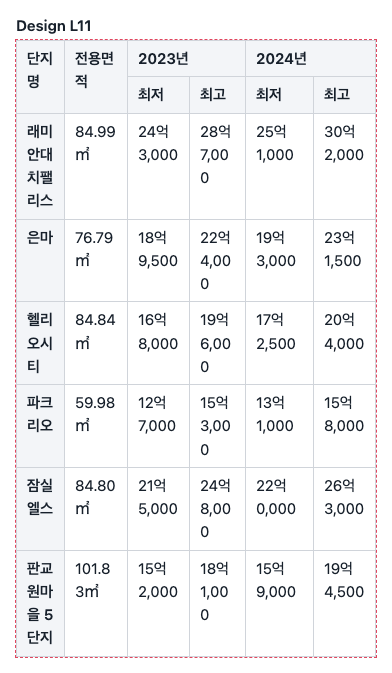 Design L11
단지
명
전용면
적
2023년
2024년
최저
최고
최저
최고
래미
안대
치팰
리스
84.99
㎡
24억
3,000
28억
7,00
0
25억
1,000
30억
2,000
은마
76.79
㎡
18억
9,500
22억
4,00
0
19억
3,000
23억
1,500
헬리
오시
티
84.84
㎡
16억
8,000
19억
6,00
0
17억
2,500
20억
4,000
파크
리오
59.98
㎡
12억
7,000
15억
3,00
0
13억
1,000
15억
8,000
잠실
엘스
84.80
㎡
21억
5,000
24억
8,00
0
22억
0,000
26억
3,000
판교
원마
을 5
단지
101.8
3㎡
15억
2,000
18억
1,00
0
15억
9,000
19억
4,500